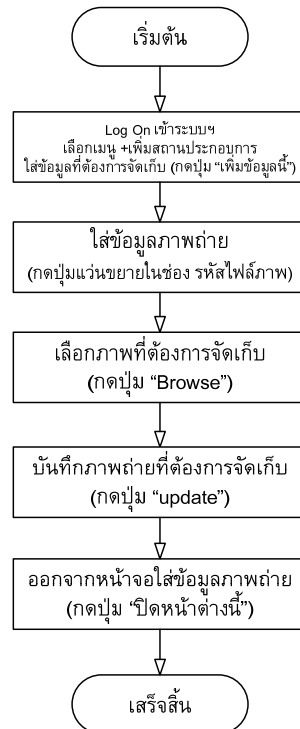 เริ่มต้น
Log On เข้าระบบฯ
เลือกเมนู +เพิ่มสถานประกอบการ
ใส่ข้อมูลที่ต้องการจัดเก็บ (กดปุ่ม “เพิ่มข้อมูลนี้”)
ใส่ข้อมูลภาพถ่าย
(กดปุ่มแว่นขยายในช่อง รหัสไฟล์ภาพ)
เลือกภาพที่ต้องการจัดเก็บ
(กดปุ่ม “Browse”)
บันทึกภาพถ่ายที่ต้องการจัดเก็บ
(กดปุ่ม “update”)
ออกจากหน้าจอใส่ข้อมูลภาพถ่าย
(กดปุ่ม “ปิดหน้าต่างนี้”)
เสร็จสิ้น